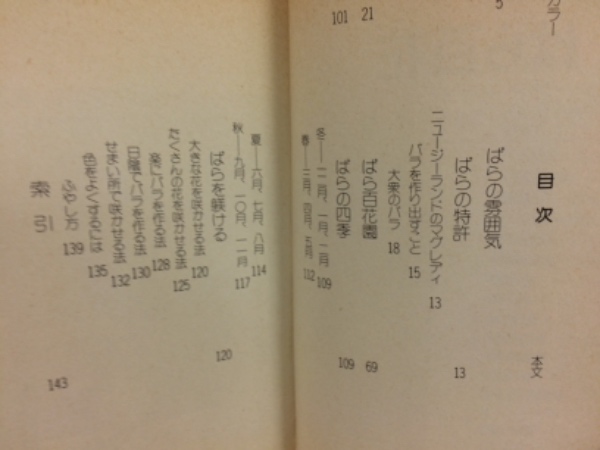 目次
カラー
本文
ばらの雰囲気 5
ばらの特許 13
ニュージーランドのマグレディ 13
バラを作り出すこと 15
大衆のバラ 18
ばら百花園 21 69
ばらの四季 101 109
冬──一二月、一月、二月 109
春──三月、四月、五月 112
夏──六月、七月、八月 114
秋──九月、一〇月、一一月 117
ばらを躾ける 120
大きな花を咲かせる法 120
たくさんの花を咲かせる法 125
楽しバラを作る法 128
日陰でバラを作る法 130
せまい所で咲かせる法 132
色をよくするには 135
ふやし方 139
索引 143